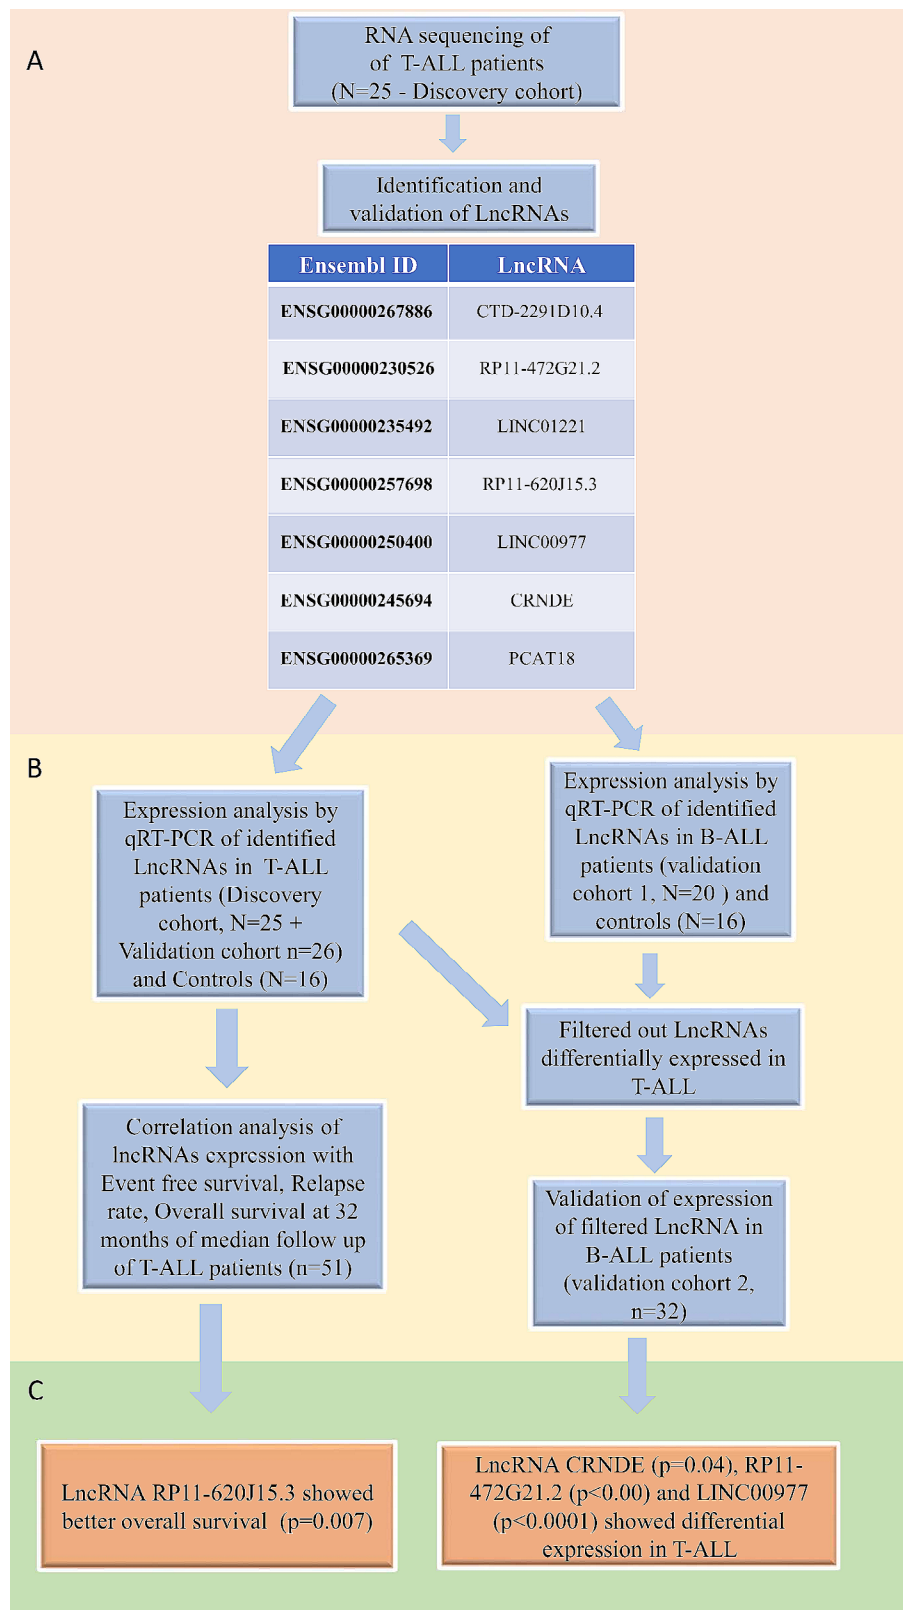 A
RNA sequencing of
of T-ALL patients
(N=25 - Discovery cohort)
Identification and
validation of LncRNAs
Ensembl ID LncRNA
ENSG00000267886 CTD-2291D10.4
ENSG00000230526 RP11-472G21.2
ENSG00000235492 LINC01221
ENSG00000257698 RP11-620J15.3
ENSG00000250400 LINC00977
ENSG00000245694 CRNDE
ENSG00000265369 PCAT18
B
Expression analysis by
qRT-PCR of identified
LncRNAs in T-ALL
patients (Discovery
cohort, N=25 +
Validation cohort n=26)
and Controls (N=16)
Expression analysis by
qRT-PCR of identified
LncRNAs in B-ALL
patients (validation
cohort 1, N=20 ) and
controls (N=16)
Filtered out LncRNAs
differentially expressed in
T-ALL
Correlation analysis of
lncRNAs expression with
Event free survival, Relapse
rate, Overall survival at 32
months of median follow up
of T-ALL patients (n=51)
Validation of expression
of filtered LncRNA in
B-ALL patients
(validation cohort 2,
n=32)
C
LncRNA RP11-620J15.3 showed
better overall survival (p=0.007)
LncRNA CRNDE (p=0.04), RP11-
472G21.2 (p<0.00) and LINC00977
(p<0.0001) showed differential
expression in T-ALL